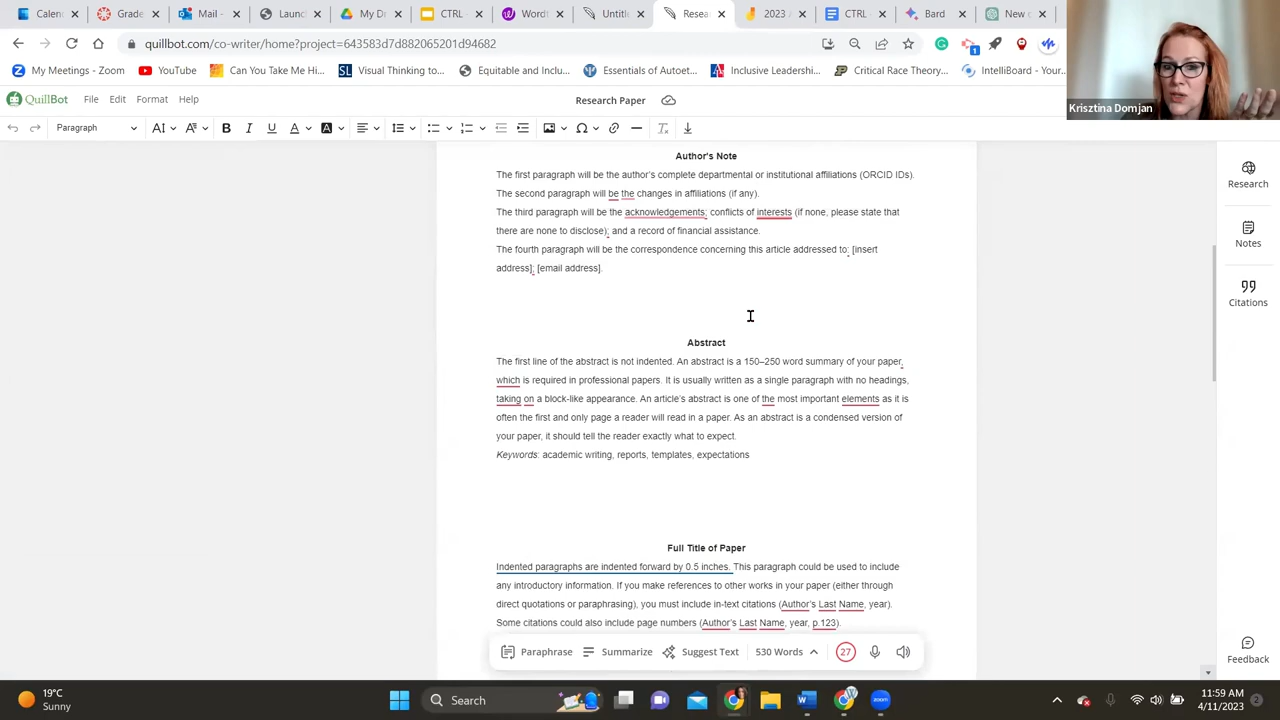 Calen
Grade
Mail -
Launch
My Dr
CTRL -
Wordt
Untitle
Resea
2023 A
CTRL -
Bard
New c
quillbot.com/co-writer/home?project=643583d7d882065201d94682
1
My Meetings - Zoom
YouTube
Can You Take Me Hi...
SL Visual Thinking to...
Equitable and Inclu...
Essentials of Autoet...
Inclusive Leadershi...
Critical Race Theory...
IntelliBoard - Your...
Krisztina Domjan
QuillBot
File Edit Format Help
Research Paper
Paragraph
Author's Note
The first paragraph will be the author's complete departmental or institutional affiliations (ORCID IDs).
The second paragraph will be the changes in affiliations (if any).
The third paragraph will be the acknowledgements; conflicts of interests (if none, please state that
there are none to disclose); and a record of financial assistance.
The fourth paragraph will be the correspondence concerning this article addressed to: [insert
address]; [email address].
Abstract
The first line of the abstract is not indented. An abstract is a 150–250 word summary of your paper,
which is required in professional papers. It is usually written as a single paragraph with no headings,
taking on a block-like appearance. An article's abstract is one of the most important elements as it is
often the first and only page a reader will read in a paper. As an abstract is a condensed version of
your paper, it should tell the reader exactly what to expect.
Keywords: academic writing, reports, templates, expectations
Full Title of Paper
Indented paragraphs are indented forward by 0.5 inches. This paragraph could be used to include
any introductory information. If you make references to other works in your paper (either through
direct quotations or paraphrasing), you must include in-text citations (Author's Last Name, year).
Some citations could also include page numbers (Author's Last Name, year, p.123).
Paraphrase Summarize Suggest Text 530 Words 27
Research
Notes
Citations
Feedback
19°C
Sunny
Search
11:59 AM
4/11/2023
2